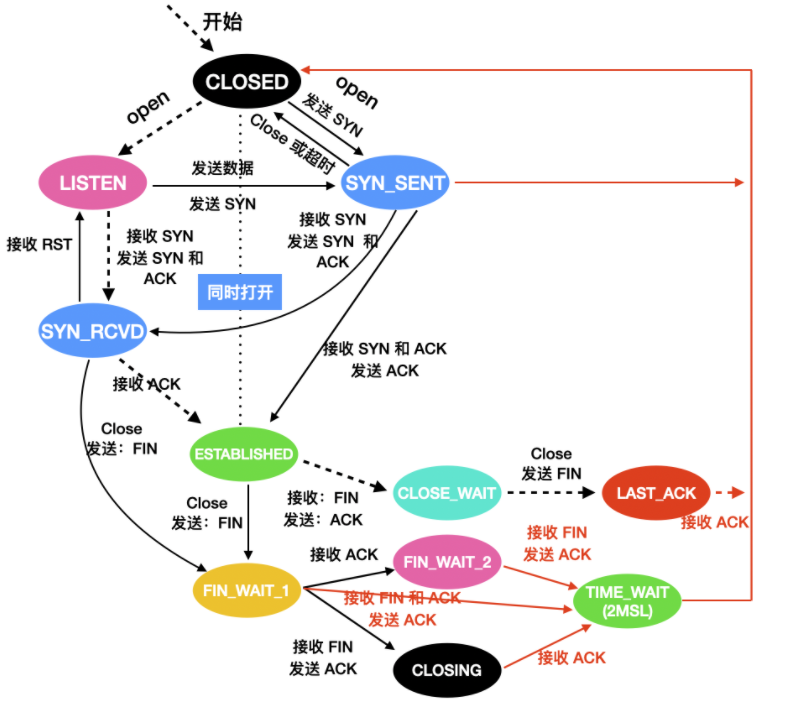 开始
CLOSED
open
open
发送 SYN
Close 或超时
LISTEN
发送数据
发送 SYN
SYN_SENT
接收 RST
接收 SYN
发送 SYN 和
ACK
接收 SYN
发送 SYN 和
ACK
同时打开
SYN_RCVD
接收 SYN 和 ACK
发送 ACK
接收 ACK
Close
发送：FIN
ESTABLISHED
Close
发送：FIN
接收：FIN
发送：ACK
CLOSE_WAIT
Close
发送 FIN
LAST_ACK
接收 ACK
FIN_WAIT_1
接收 ACK
FIN_WAIT_2
接收 FIN
发送 ACK
接收 FIN 和 ACK
发送 ACK
TIME_WAIT
(2MSL)
接收 FIN
发送 ACK
CLOSING
接收 ACK